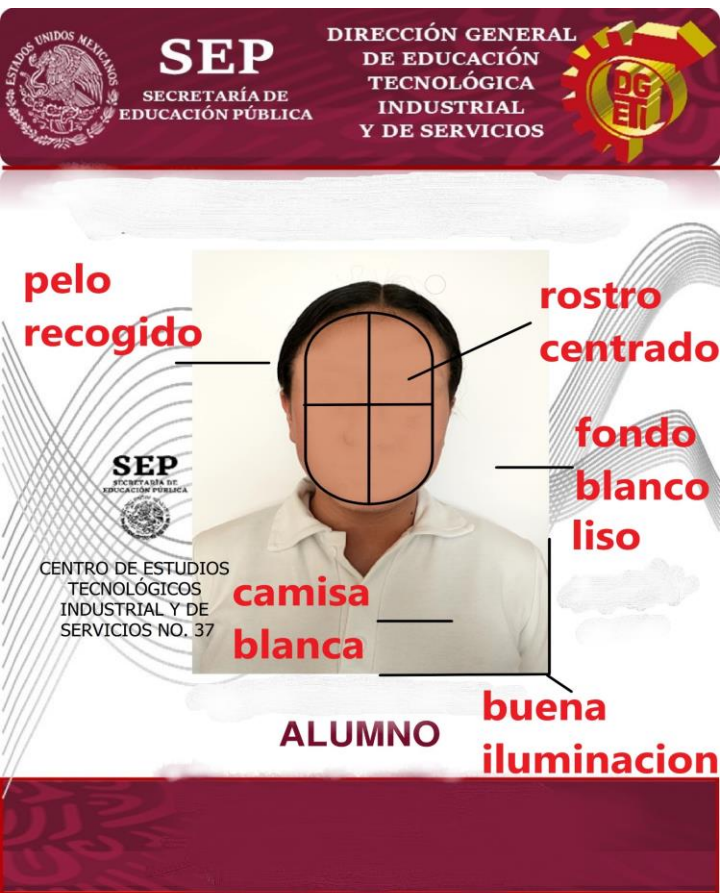 ESTADOS UNIDOS MEXICANOS
SEP
SECRETARÍA DE
EDUCACIÓN PÚBLICA
DIRECCIÓN GENERAL
DE EDUCACIÓN
TECNOLÓGICA
INDUSTRIAL
Y DE SERVICIOS
DG
ETI
pelo
recogido
rostro
centrado
fondo
blanco
liso
SEP
SECRETARÍA DE
EDUCACIÓN PÚBLICA
CENTRO DE ESTUDIOS
TECNOLÓGICOS
INDUSTRIAL Y DE
SERVICIOS NO. 37
camisa
blanca
buena
iluminacion
ALUMNO